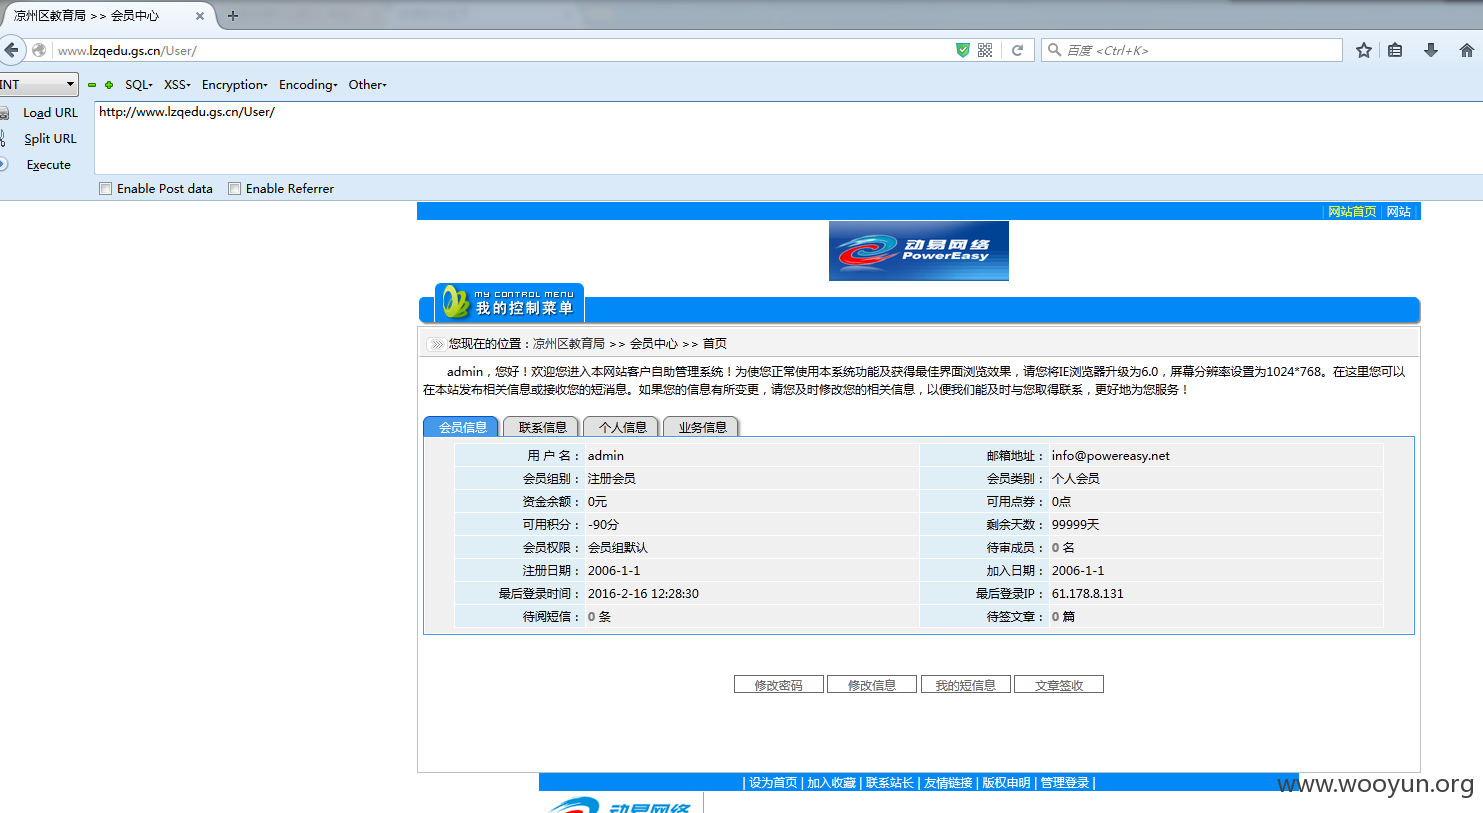 凉州区教育局 >> 会员中心
www.lzqedu.gs.cn/User/
百度 <Ctrl+K>
INT SQL XSS Encryption Encoding Other
Load URL http://www.lzqedu.gs.cn/User/
Split URL
Execute
Enable Post data Enable Referrer
| 网站首页 | 网站 |
动易网络
PowerEasy
MY CONTROL MENU
我的控制菜单
您现在的位置：凉州区教育局 >> 会员中心 >> 首页
admin，您好！欢迎您进入本网站客户自助管理系统！为使您正常使用本系统功能及获得最佳界面浏览效果，请您将IE浏览器升级为6.0，屏幕分辨率设置为1024*768。在这里您可以
在本站发布相关信息或接收您的短消息。如果您的信息有所变更，请您及时修改您的相关信息，以便我们能及时与您取得联系，更好地为您服务！
会员信息 联系信息 个人信息 业务信息
用 户 名： admin 邮箱地址： info@powereasy.net
会员组别： 注册会员 会员类别： 个人会员
资金余额： 0元 可用点券： 0点
可用积分： -90分 剩余天数： 99999天
会员权限： 会员组默认 待审成员： 0 名
注册日期： 2006-1-1 加入日期： 2006-1-1
最后登录时间： 2016-2-16 12:28:30 最后登录IP： 61.178.8.131
待阅短信： 0 条 待签文章： 0 篇
修改密码 修改信息 我的短信息 文章签收
| 设为首页 | 加入收藏 | 联系站长 | 友情链接 | 版权申明 | 管理登录 |
www.wooyun.org
动易网络